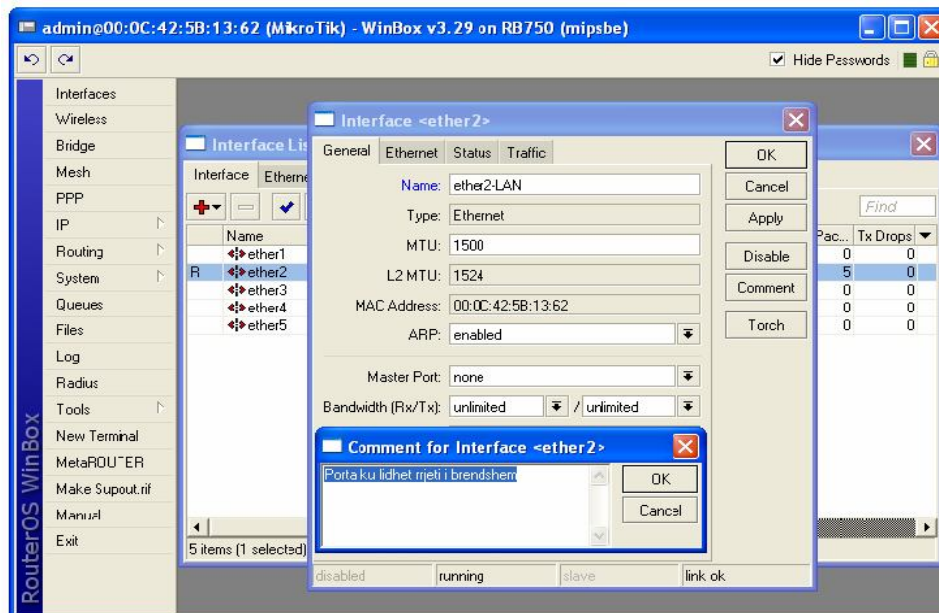 admin@00:0C:42:5B:13:62 (MikroTik) - WinBox v3.29 on RB750 (mipsbe)
Hide Passwords
RouterOS WinBox
Interfaces
Wireless
Bridge
Mesh
PPP
IP
Routing
System
Queues
Files
Log
Radius
Tools
New Terminal
MetaROUTER
Make Supout.rif
Manual
Exit
Interface Lis
Interface Etherne
Find
Name
Pac... Tx Drops
ether1 0 0
R ether2 5 0
ether3 0 0
ether4 0 0
ether5 0 0
5 items (1 selected)
Interface <ether2>
General Ethernet Status Traffic
Name: ether2-LAN
Type: Ethernet
MTU: 1500
L2 MTU: 1524
MAC Address: 00:0C:42:5B:13:62
ARP: enabled
Master Port: none
Bandwidth (Rx/Tx): unlimited / unlimited
OK
Cancel
Apply
Disable
Comment
Torch
Comment for Interface <ether2>
Porta ku lidhet rrjeti i brendshem
OK
Cancel
disabled running slave link ok